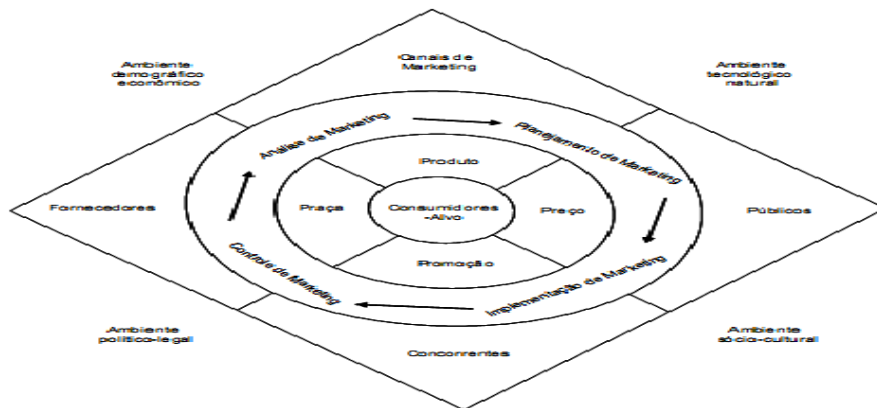 Ambiente
demográfico
econômico
Canais de
Marketing
Ambiente
tecnológico
natural
Análise de Marketing
Planejamento de Marketing
Produto
Fornecedores
Praça
Consumidores
-Alvo
Preço
Públicos
Promoção
Controle de Marketing
Implementação de Marketing
Ambiente
político-legal
Concorrentes
Ambiente
sócio-cultural